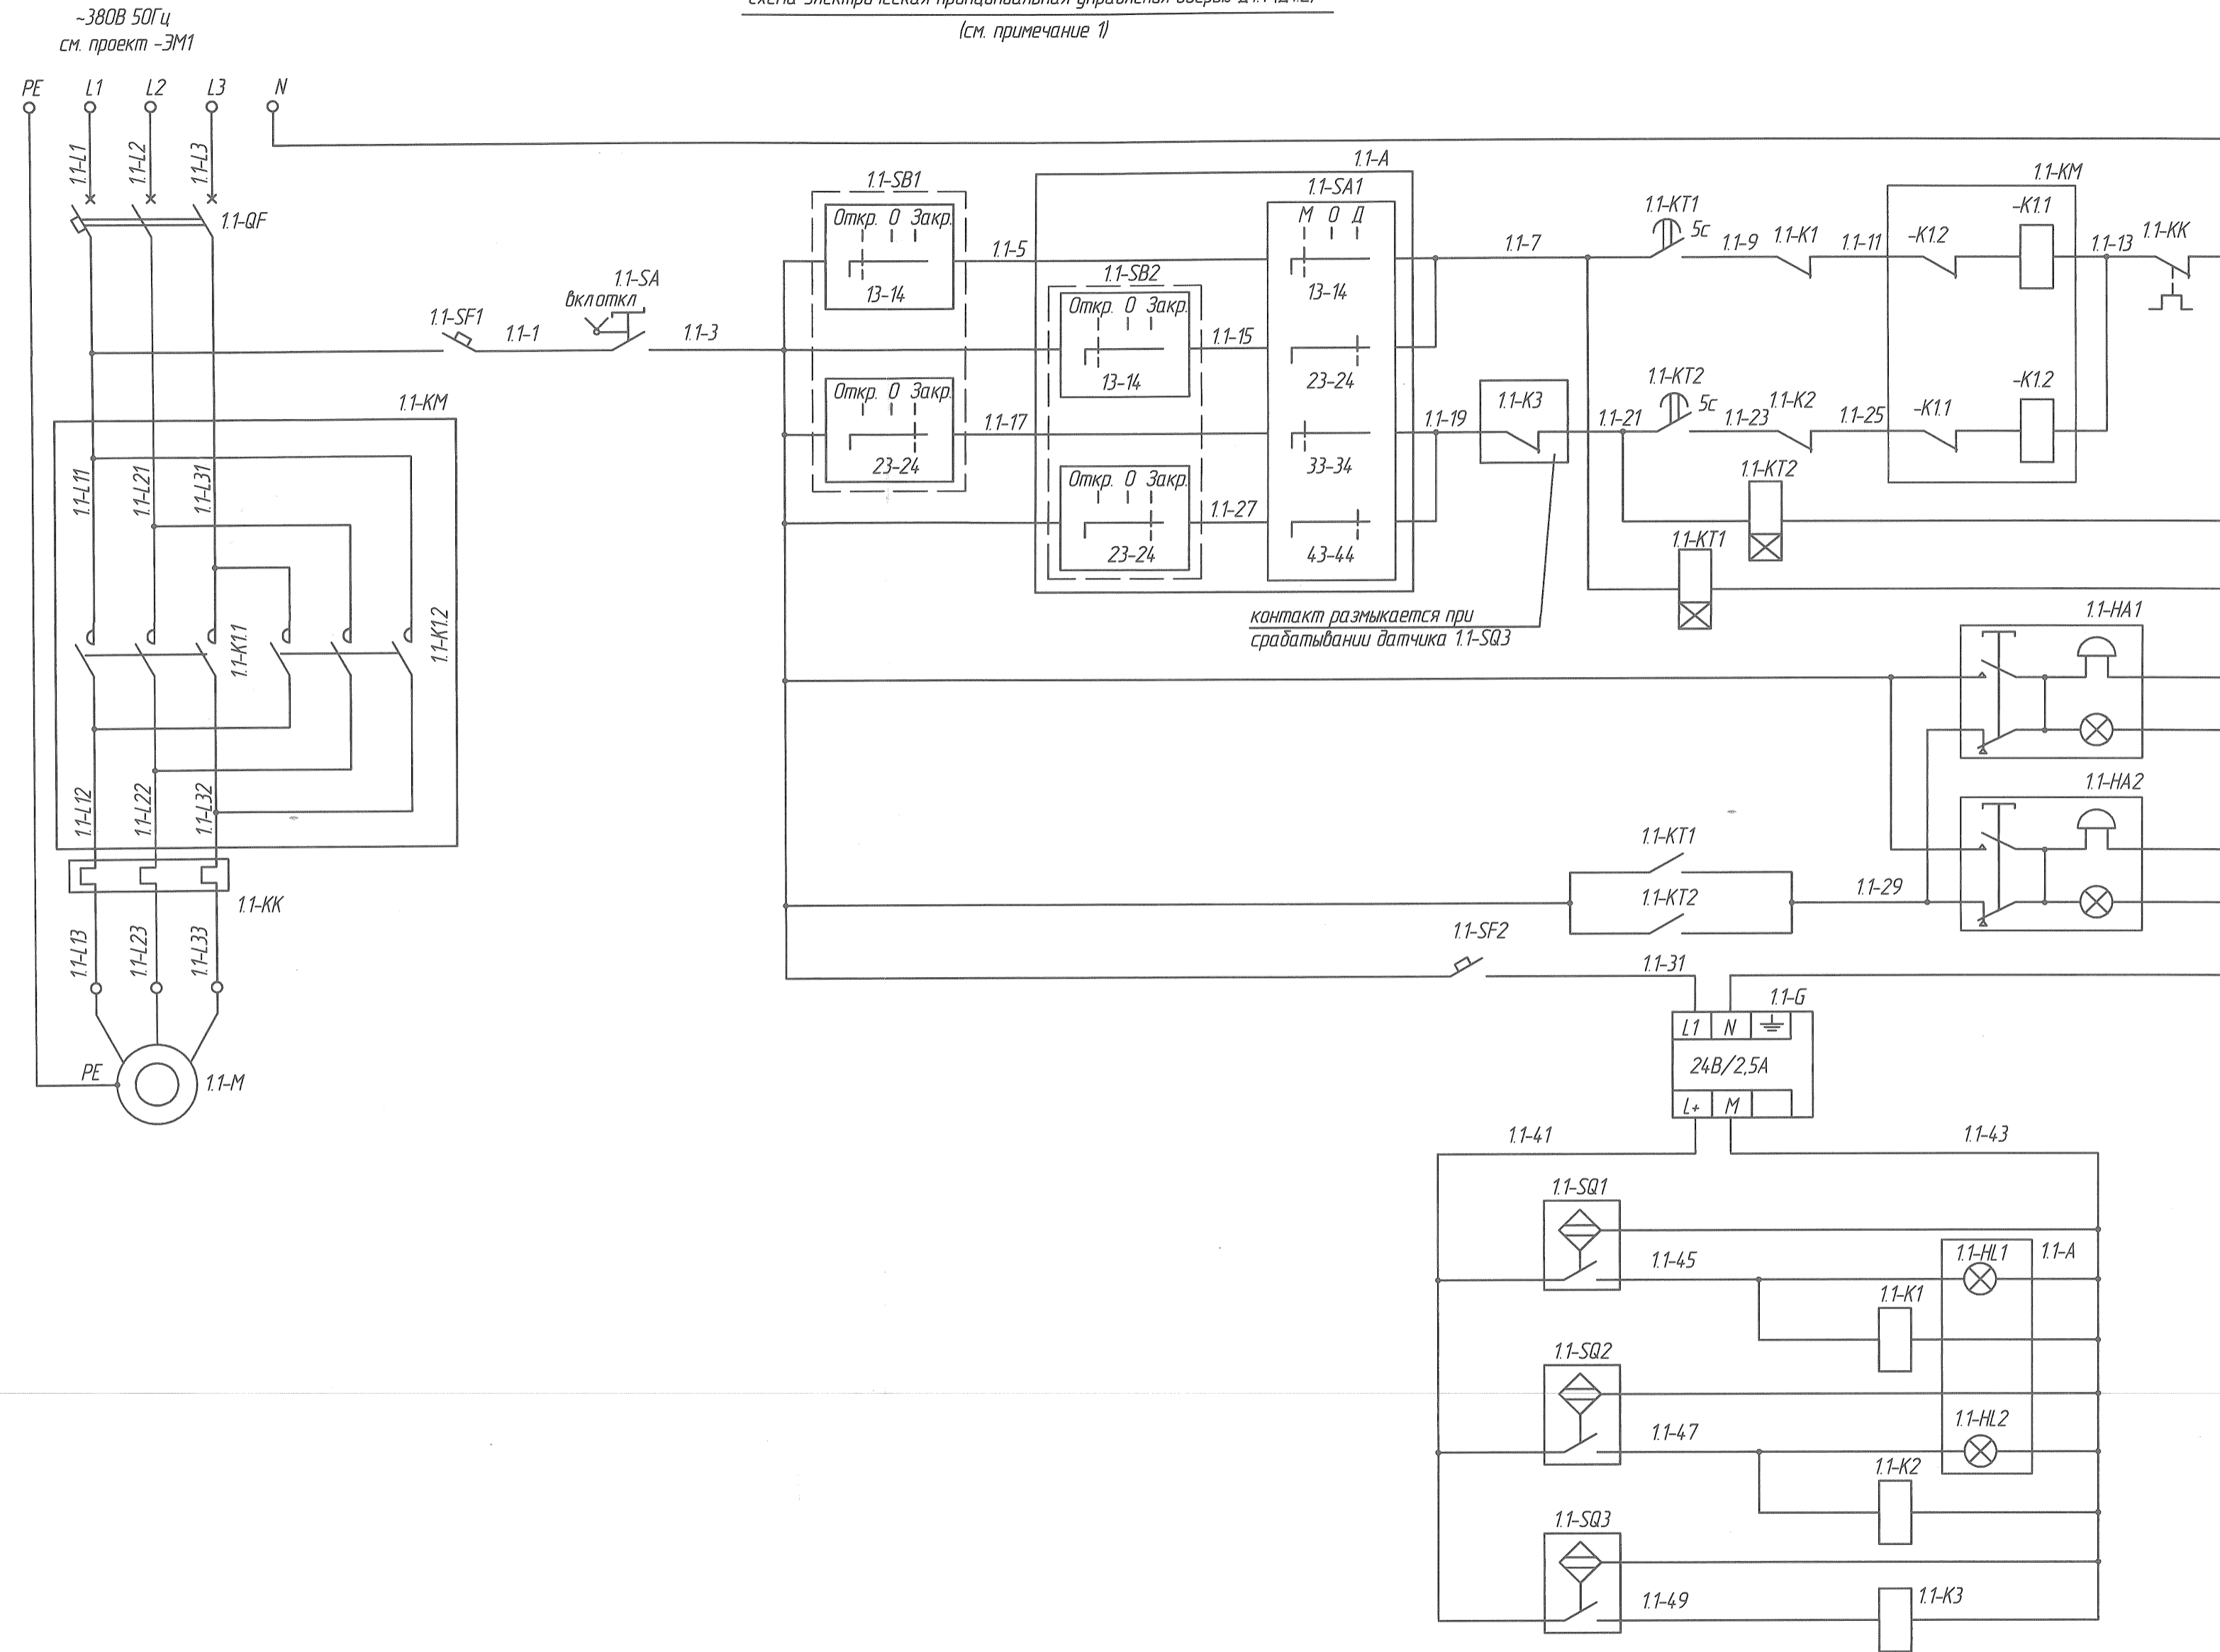 схема электрическая принципиальная управления дверью
(см. примечание 1)
~380В 50Гц
см. проект -ЭМ1
PE
L1
L2
L3
N
1.1-L1
1.1-L2
1.1-L3
1.1-QF
1.1-SF1
1.1-1
1.1-SA
вкл откл
1.1-3
1.1-SB1
Откр. 0 Закр.
13-14
Откр. 0 Закр.
23-24
1.1-5
1.1-17
1.1-A
1.1-SB2
Откр. 0 Закр.
13-14
Откр. 0 Закр.
23-24
1.1-15
1.1-27
1.1-SA1
М 0 Д
13-14
23-24
33-34
43-44
1.1-7
1.1-19
1.1-K3
контакт размыкается при
срабатывании датчика 1.1-SQ3
1.1-KT1
5с
1.1-9
1.1-K1
1.1-11
1.1-KM
-K1.2
-K1.1
1.1-13
1.1-KK
1.1-21
1.1-KT2
5с
1.1-23
1.1-K2
1.1-25
-K1.1
-K1.2
1.1-KT2
1.1-KT1
1.1-KM
1.1-L11
1.1-L21
1.1-L31
1.1-K1.1
1.1-K1.2
1.1-L12
1.1-L22
1.1-L32
1.1-KK
1.1-L13
1.1-L23
1.1-L33
PE
1.1-M
1.1-HA1
1.1-HA2
1.1-KT1
1.1-KT2
1.1-29
1.1-SF2
1.1-31
1.1-G
L1 N
24В/2,5А
L+ M
1.1-41
1.1-43
1.1-SQ1
1.1-45
1.1-HL1
1.1-A
1.1-K1
1.1-SQ2
1.1-47
1.1-HL2
1.1-K2
1.1-SQ3
1.1-49
1.1-K3